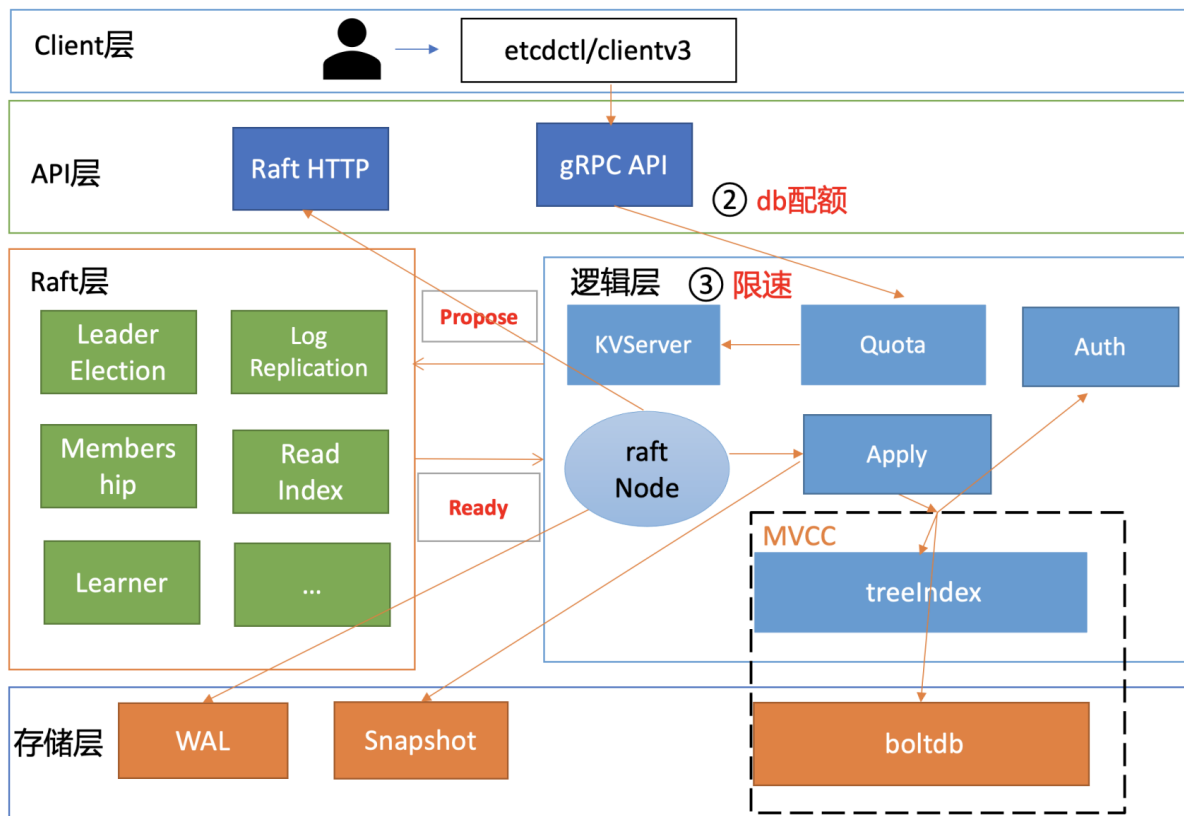 Client层
etcdctl/clientv3
API层
Raft HTTP
gRPC API
② db配额
Raft层
Leader
Election
Log
Replication
Members
hip
Read
Index
Learner
...
Propose
Ready
逻辑层
③ 限速
KVServer
Quota
Auth
raft
Node
Apply
MVCC
treeIndex
存储层
WAL
Snapshot
boltdb